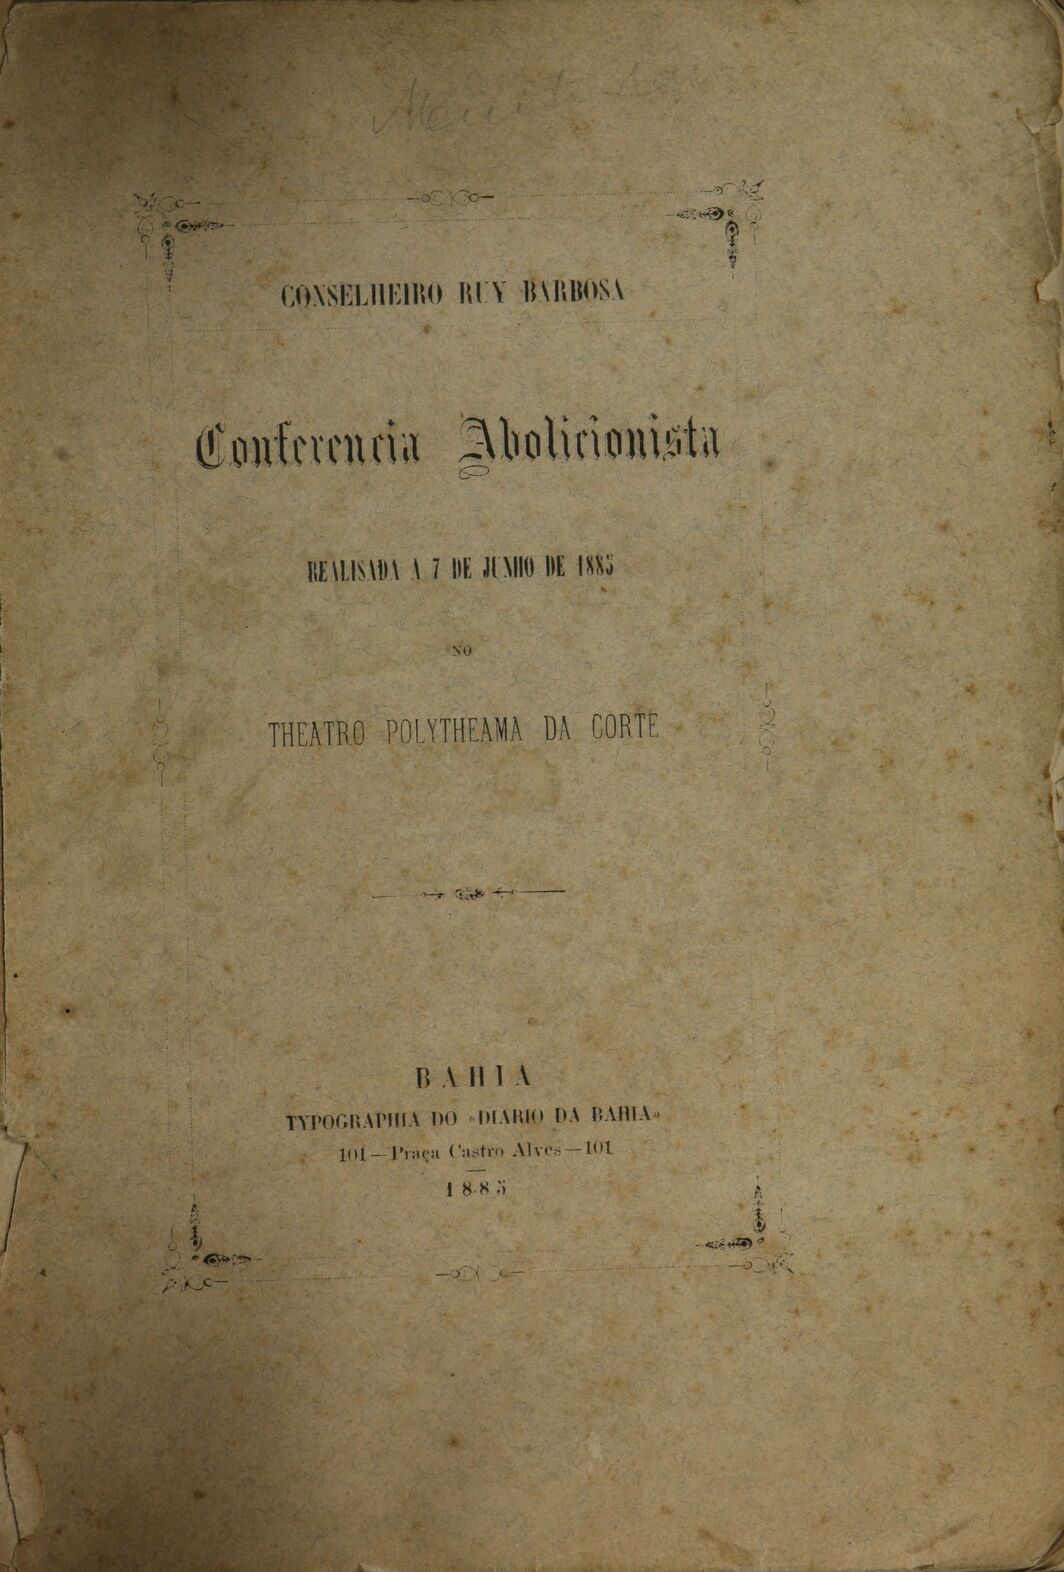 CONSELHEIRO RUY BARBOSA
Conferencia Abolicionista
REALISADA A 7 DE JUNHO DE 1885
NO
THEATRO POLYTHEAMA DA CORTE
BAHIA
TYPOGRAPHIA DO «DIARIO DA BAHIA»
101—Praça Castro Alves—101
1885